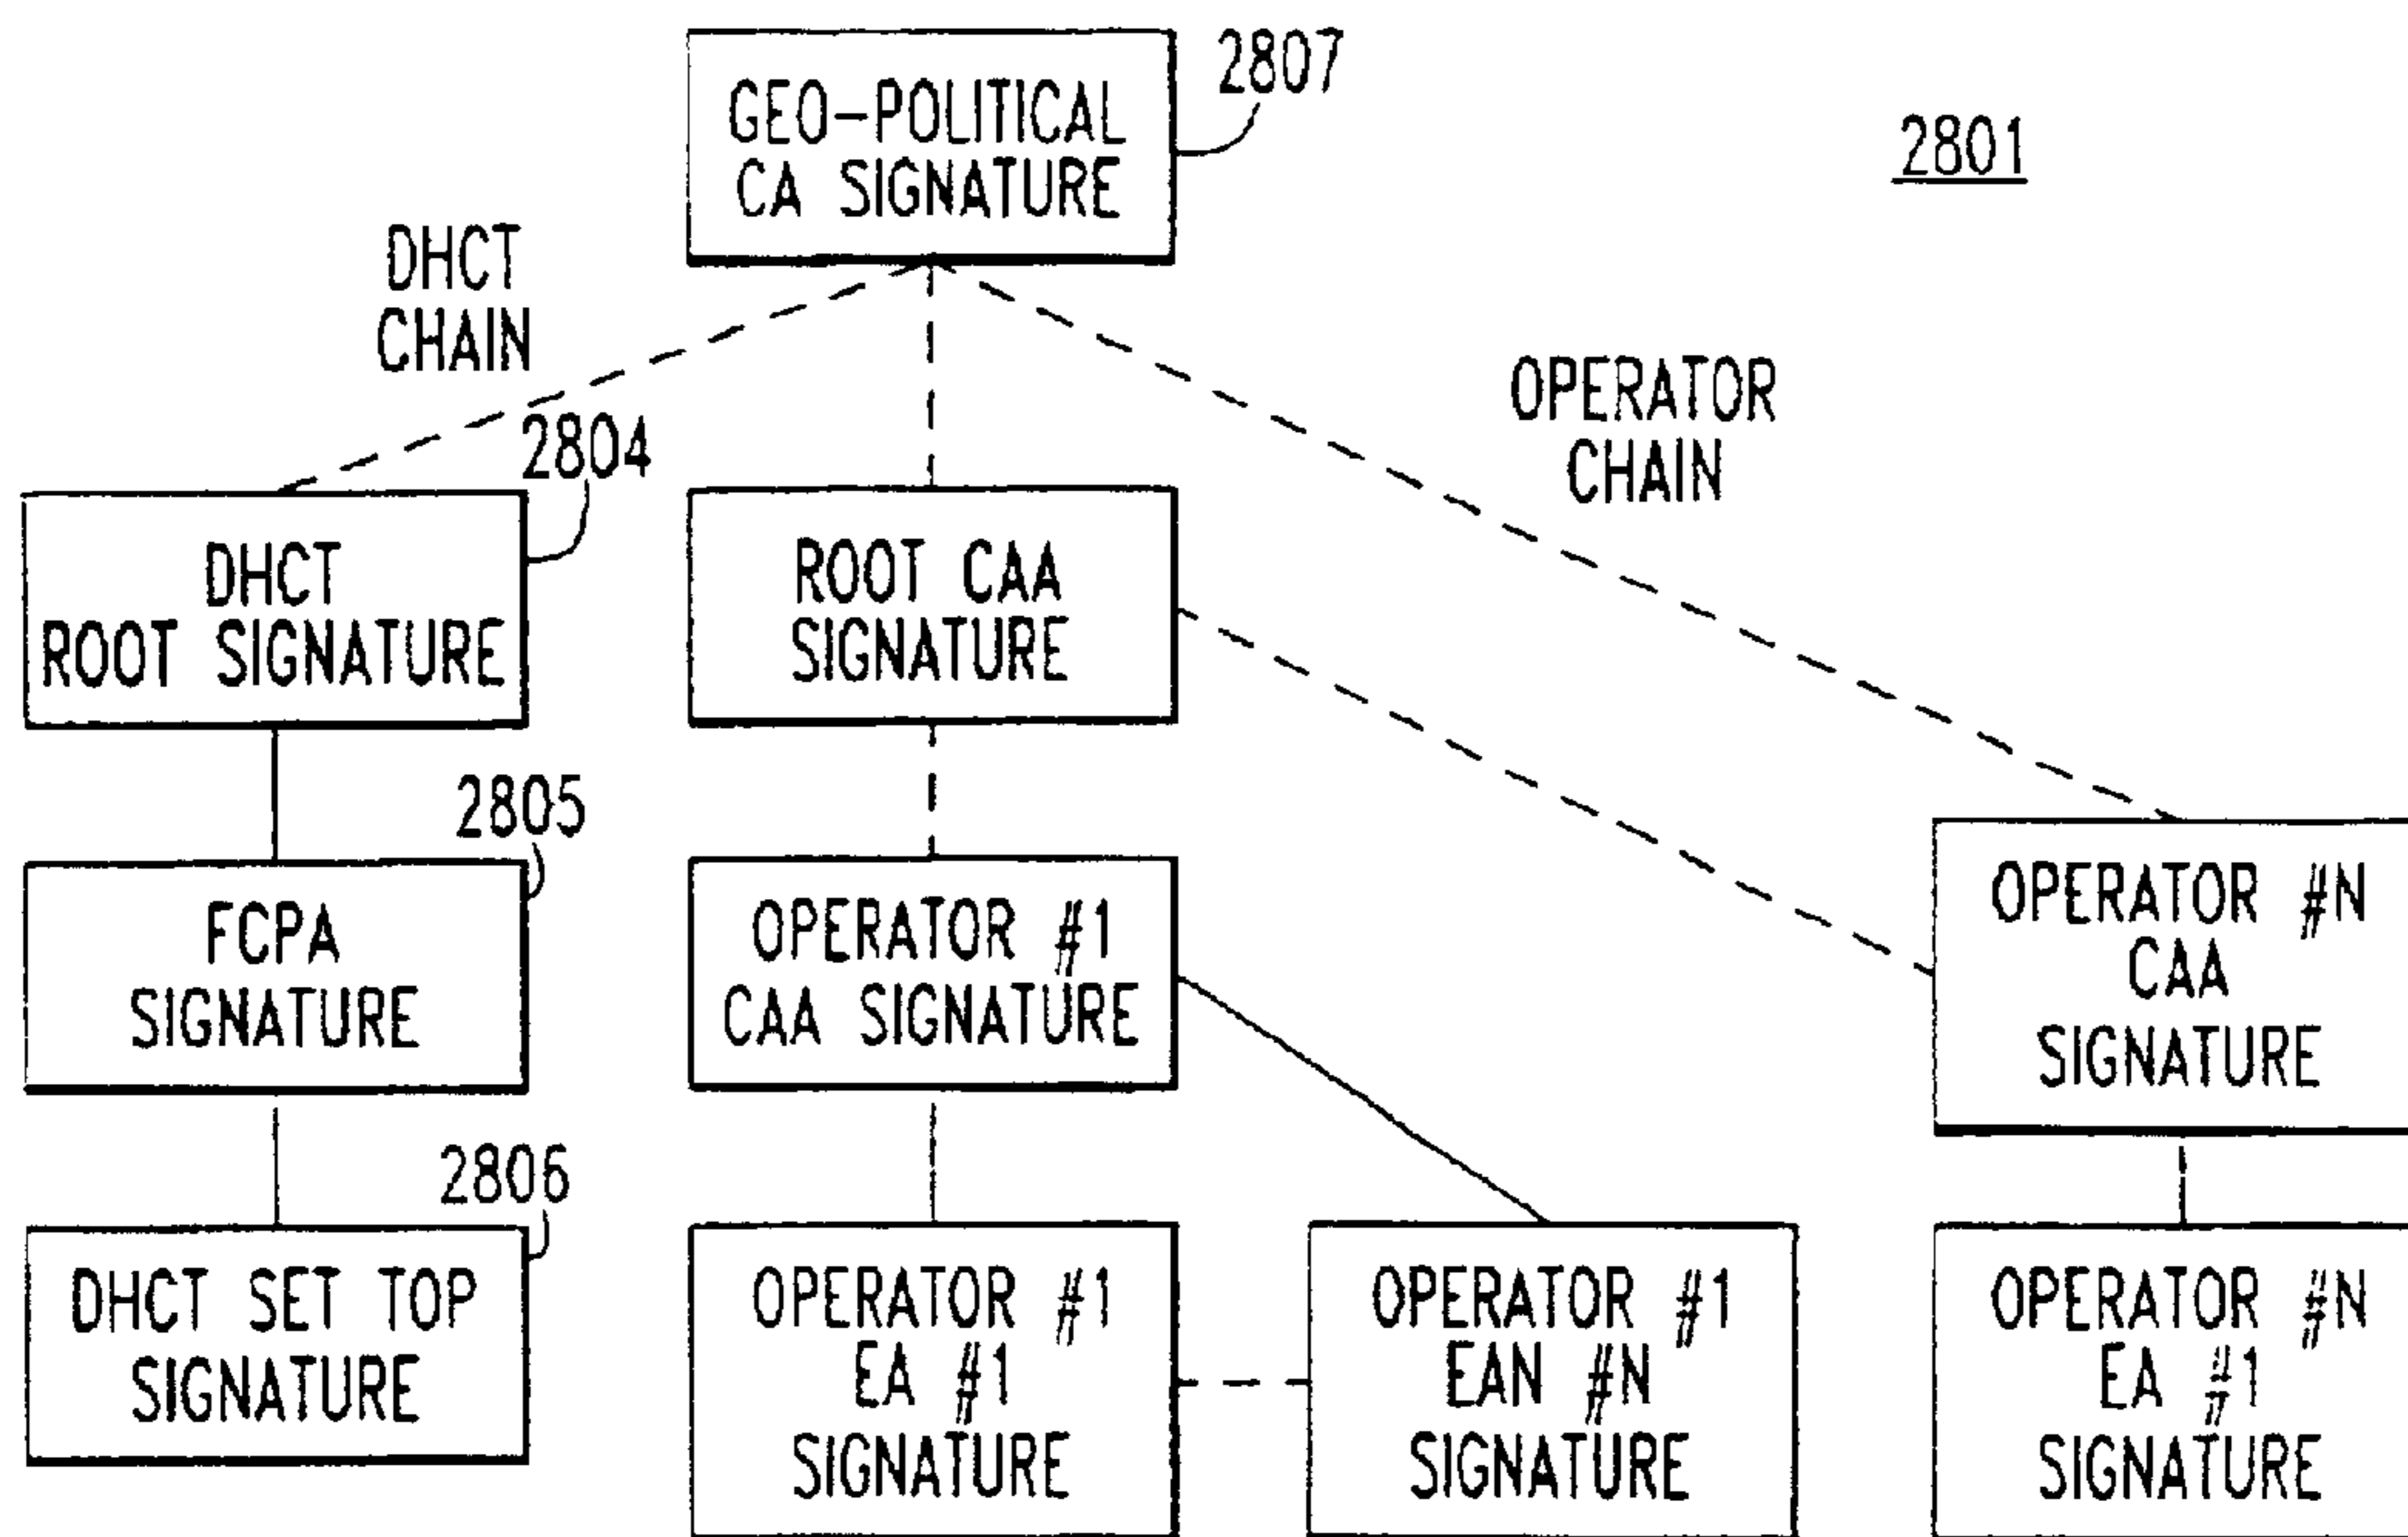 GEO-POLITICAL
CA SIGNATURE
2807
2801
DHCT
CHAIN
OPERATOR
CHAIN
2804
DHCT
ROOT SIGNATURE
ROOT CAA
SIGNATURE
2805
FCPA
SIGNATURE
OPERATOR #1
CAA SIGNATURE
OPERATOR #N
CAA
SIGNATURE
2806
DHCT SET TOP
SIGNATURE
OPERATOR #1
EA #1
SIGNATURE
OPERATOR #1
EAN #N
SIGNATURE
OPERATOR #N
EA #1
SIGNATURE